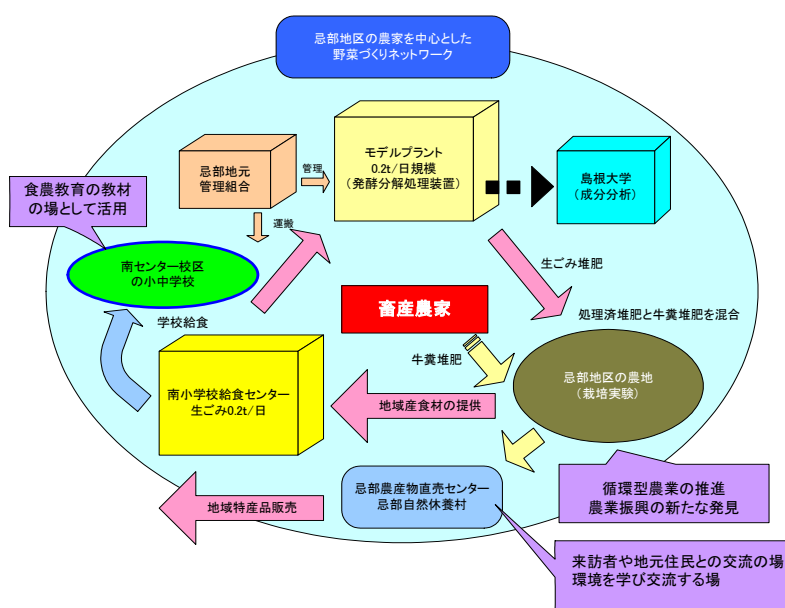 忌部地区の農家を中心とした
野菜づくりネットワーク
モデルプラント
0.2t/日規模
(発酵分解処理装置)
忌部地元
管理組合
管理
島根大学
(成分分析)
食農教育の教材
の場として活用
運搬
南センター校区
の小中学校
生ごみ堆肥
畜産農家
処理済堆肥と牛糞堆肥を混合
学校給食
牛糞堆肥
南小学校給食センター
生ごみ0.2t/日
忌部地区の農地
(栽培実験)
地域産食材の提供
循環型農業の推進
農業振興の新たな発見
忌部農産物直売センター
忌部自然休養村
地域特産品販売
来訪者や地元住民との交流の場
環境を学び交流する場